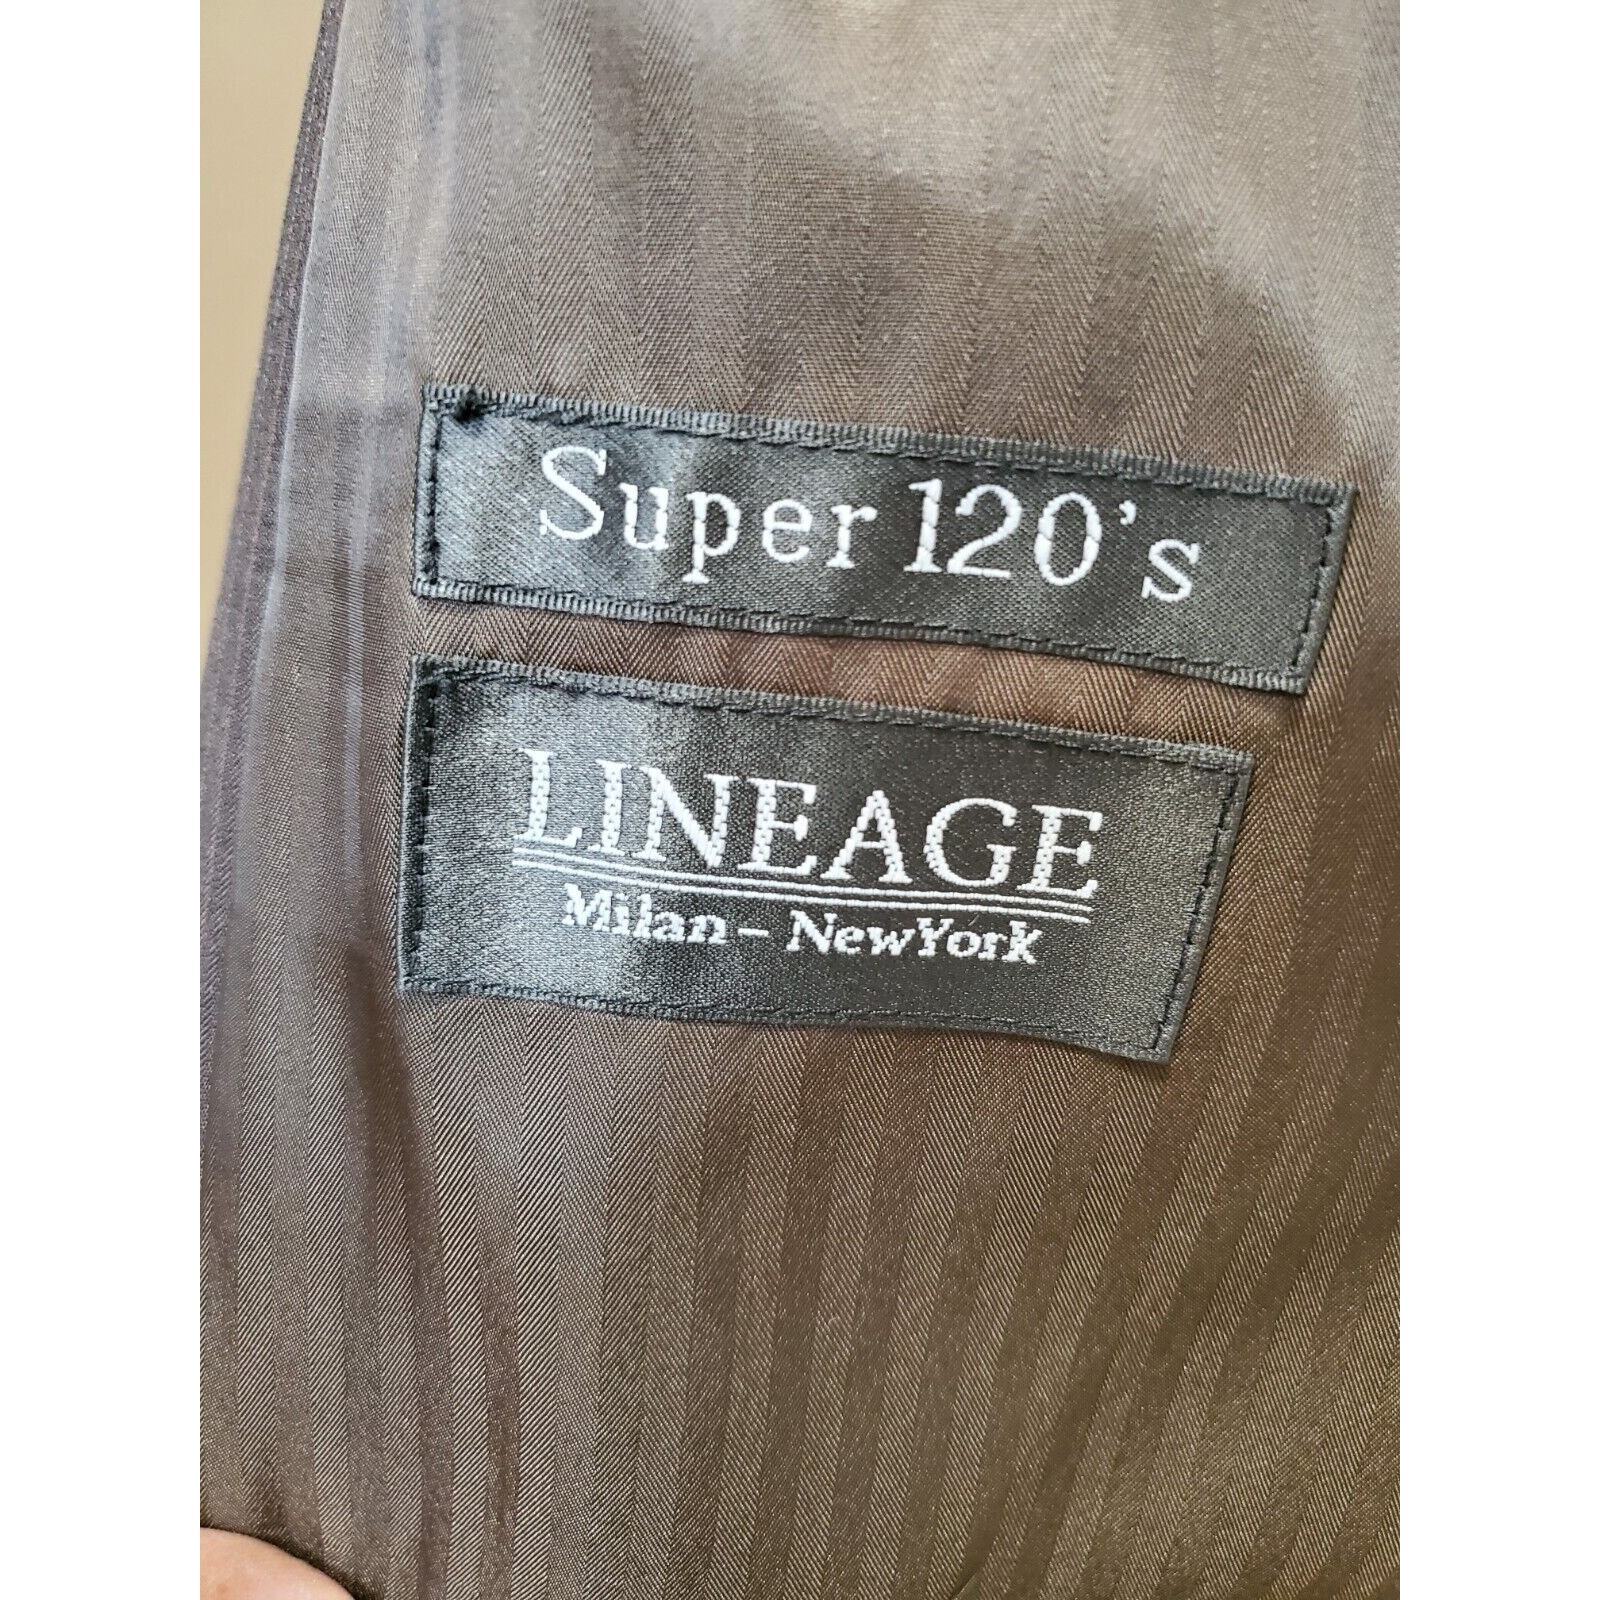 Super 120's
LINEAGE
Milan - NewYork